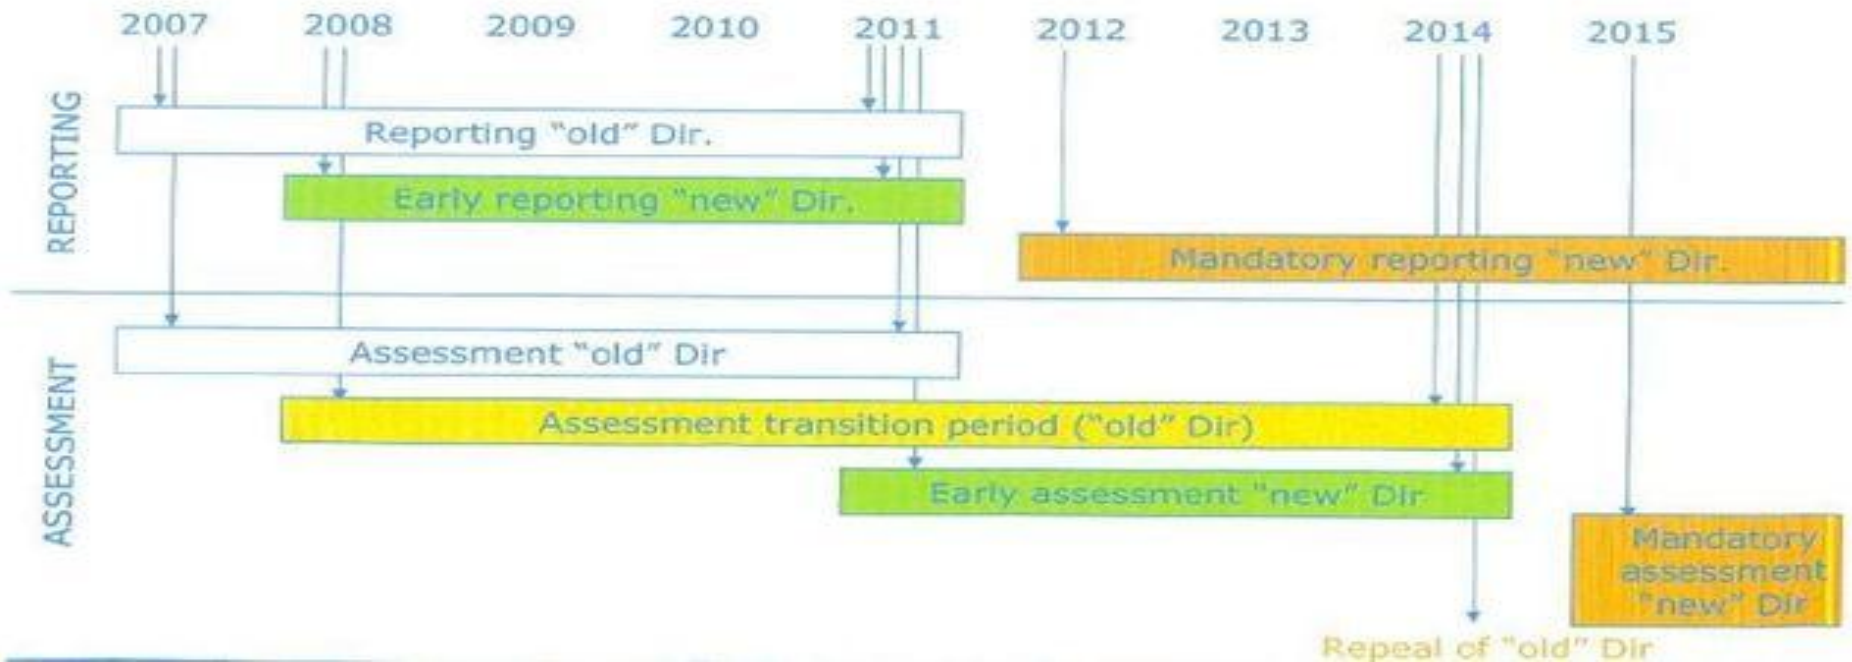 2007 2008 2009 2010 2011 2012 2013 2014 2015
REPORTING
Reporting "old" Dir.
Early reporting "new" Dir.
Mandatory reporting "new" Dir.
ASSESSMENT
Assessment "old" Dir
Assessment transition period ("old" Dir)
Early assessment "new" Dir
Mandatory
assessment
"new" Dir
Repeal of "old" Dir